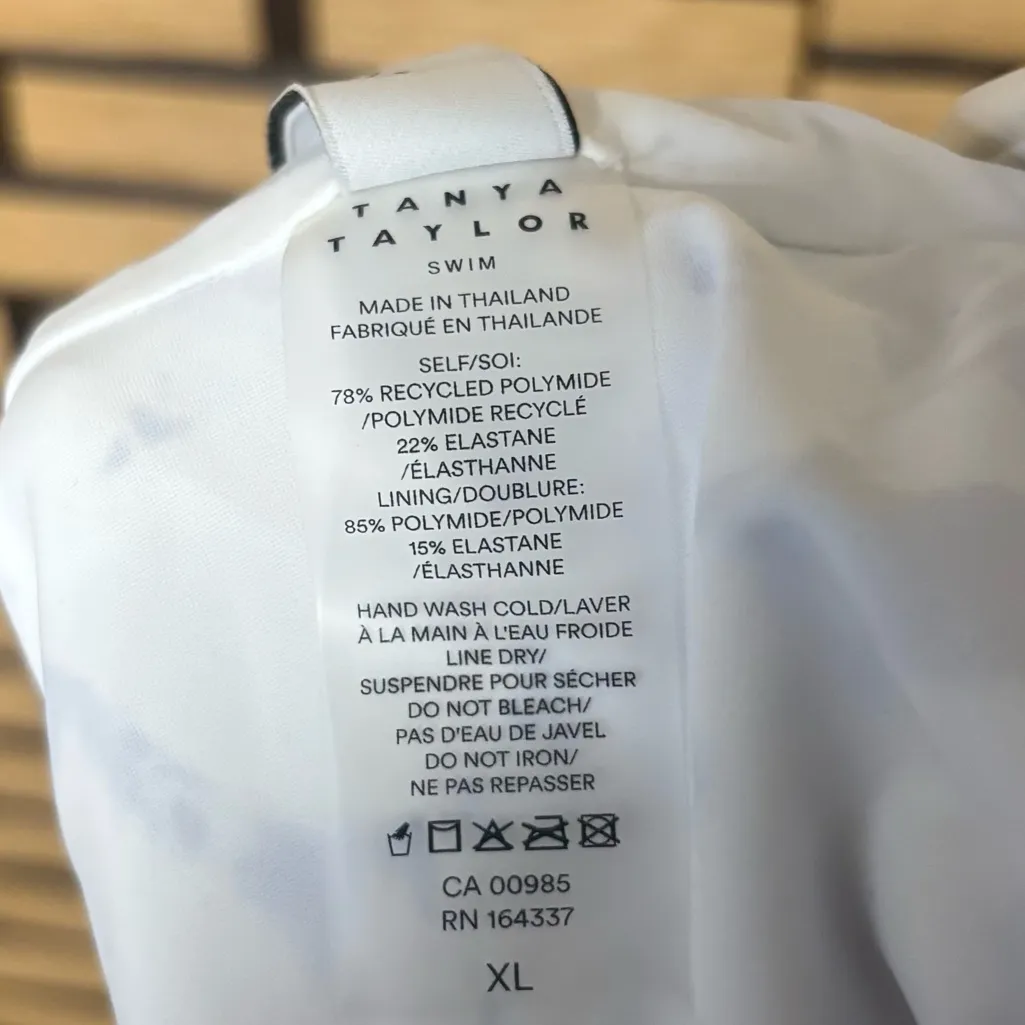 TANYA
TAYLOR
SWIM
MADE IN THAILAND
FABRIQUÉ EN THAILANDE
SELF/SOI:
78% RECYCLED POLYMIDE
/POLYMIDE RECYCLÉ
22% ELASTANE
/ÉLASTHANNE
LINING/DOUBLURE:
85% POLYMIDE/POLYMIDE
15% ELASTANE
/ÉLASTHANNE
HAND WASH COLD/LAVER
À LA MAIN À L'EAU FROIDE
LINE DRY/
SUSPENDRE POUR SÉCHER
DO NOT BLEACH/
PAS D'EAU DE JAVEL
DO NOT IRON/
NE PAS REPASSER
CA 00985
RN 164337
XL